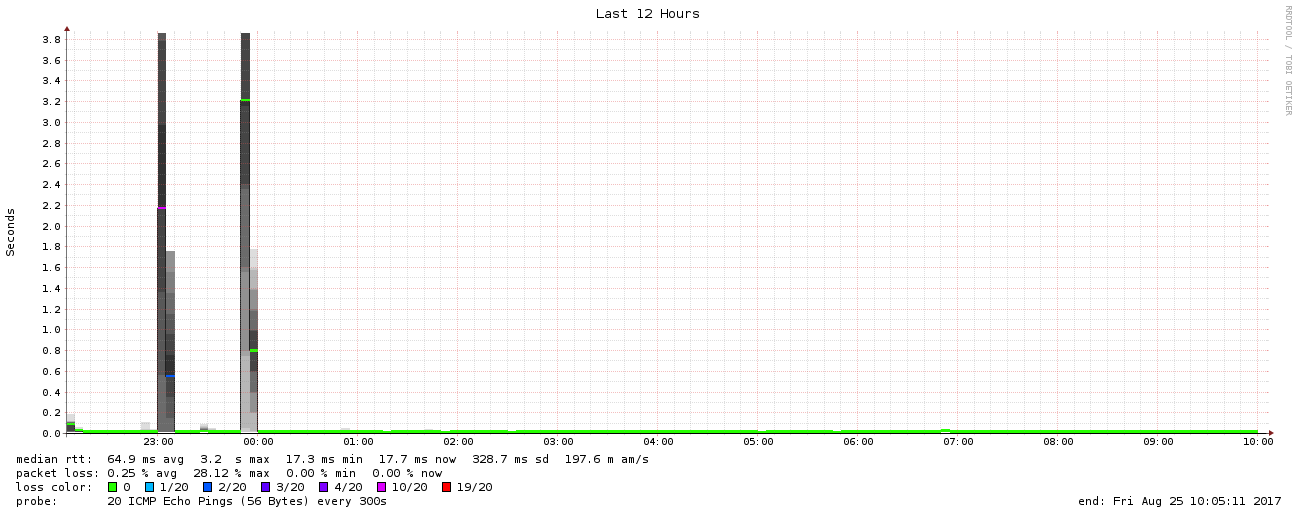 Last 12 Hours
RRDTOOL / TOBI OETIKER
Seconds
3.8
3.6
3.4
3.2
3.0
2.8
2.6
2.4
2.2
2.0
1.8
1.6
1.4
1.2
1.0
0.8
0.6
0.4
0.2
0.0
23:00 00:00 01:00 02:00 03:00 04:00 05:00 06:00 07:00 08:00 09:00 10:00
median rtt: 64.9 ms avg 3.2 s max 17.3 ms min 17.7 ms now 328.7 ms sd 197.6 m am/s
packet loss: 0.25 % avg 28.12 % max 0.00 % min 0.00 % now
loss color: 0 1/20 2/20 3/20 4/20 10/20 19/20
probe: 20 ICMP Echo Pings (56 Bytes) every 300s end: Fri Aug 25 10:05:11 2017